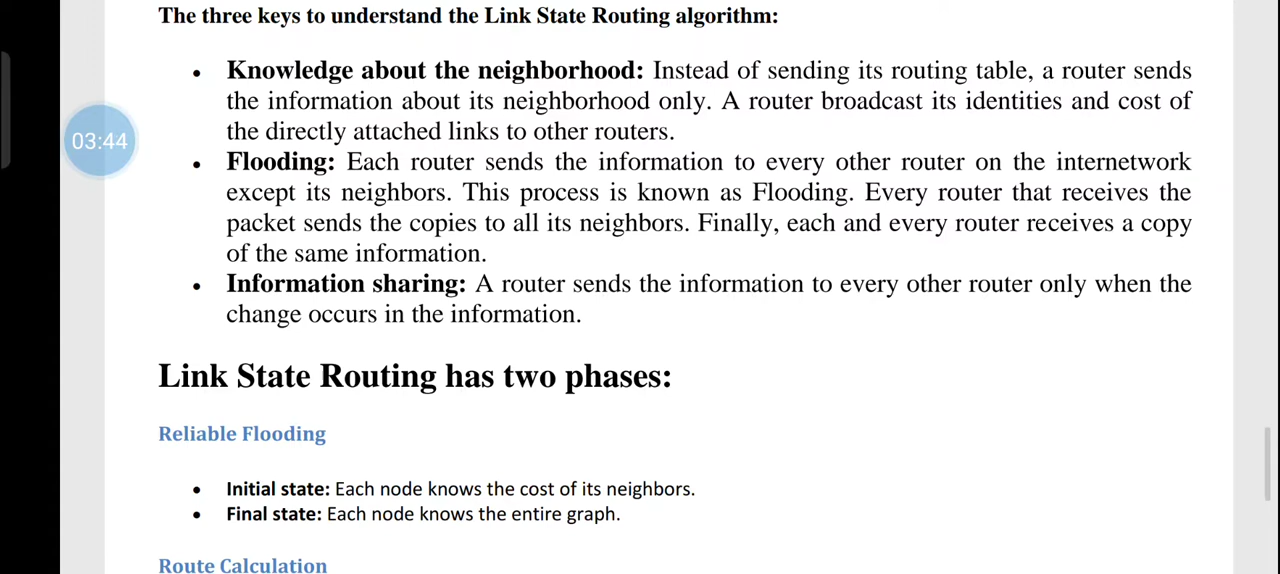 The three keys to understand the Link State Routing algorithm:
• Knowledge about the neighborhood: Instead of sending its routing table, a router sends
the information about its neighborhood only. A router broadcast its identities and cost of
the directly attached links to other routers.
03:44
• Flooding: Each router sends the information to every other router on the internetwork
except its neighbors. This process is known as Flooding. Every router that receives the
packet sends the copies to all its neighbors. Finally, each and every router receives a copy
of the same information.
• Information sharing: A router sends the information to every other router only when the
change occurs in the information.
Link State Routing has two phases:
Reliable Flooding
• Initial state: Each node knows the cost of its neighbors.
• Final state: Each node knows the entire graph.
Route Calculation